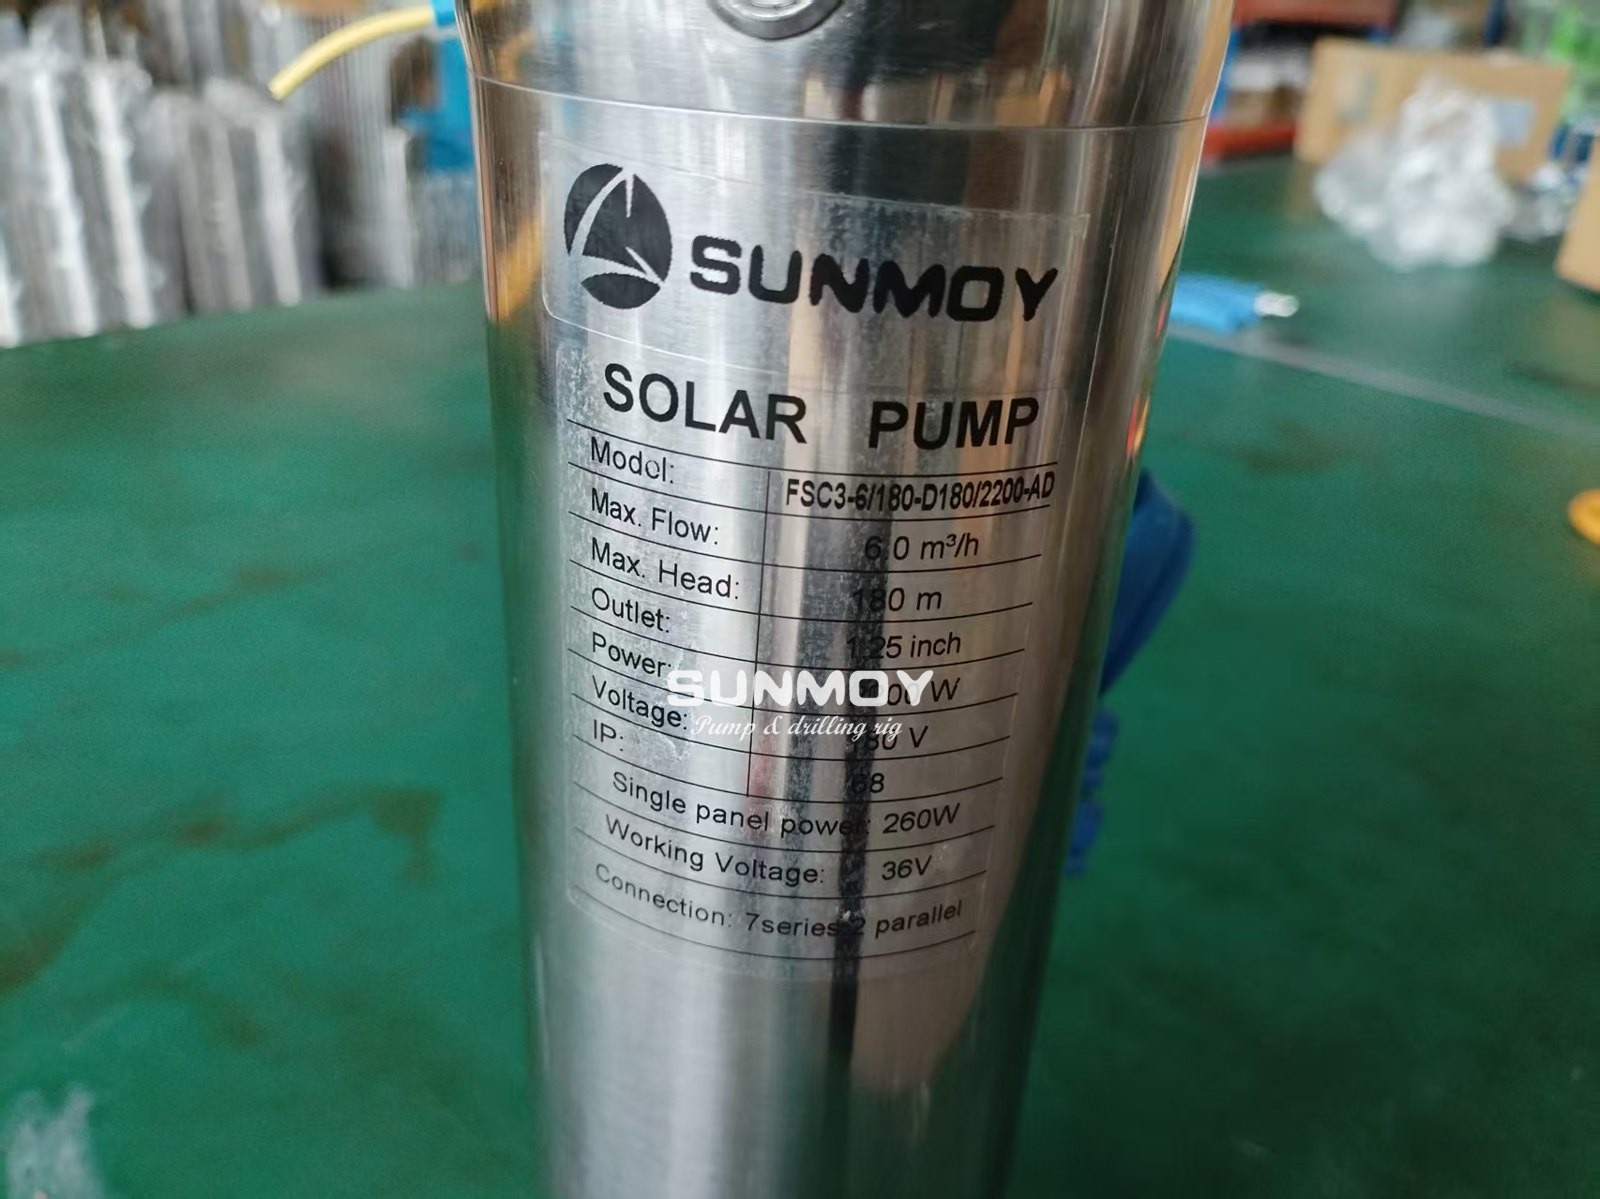 SUNMOY
SOLAR PUMP
Model: FSC3-6/180-D180/2200-AD
Max. Flow: 6.0 m³/h
Max. Head: 180 m
Outlet: 1.25 inch
Power: W
Voltage: V
IP: 68
Single panel power: 260W
Working Voltage: 36V
Connection: 7series 2 parallel
SUNMOY
Pump & drilling rig